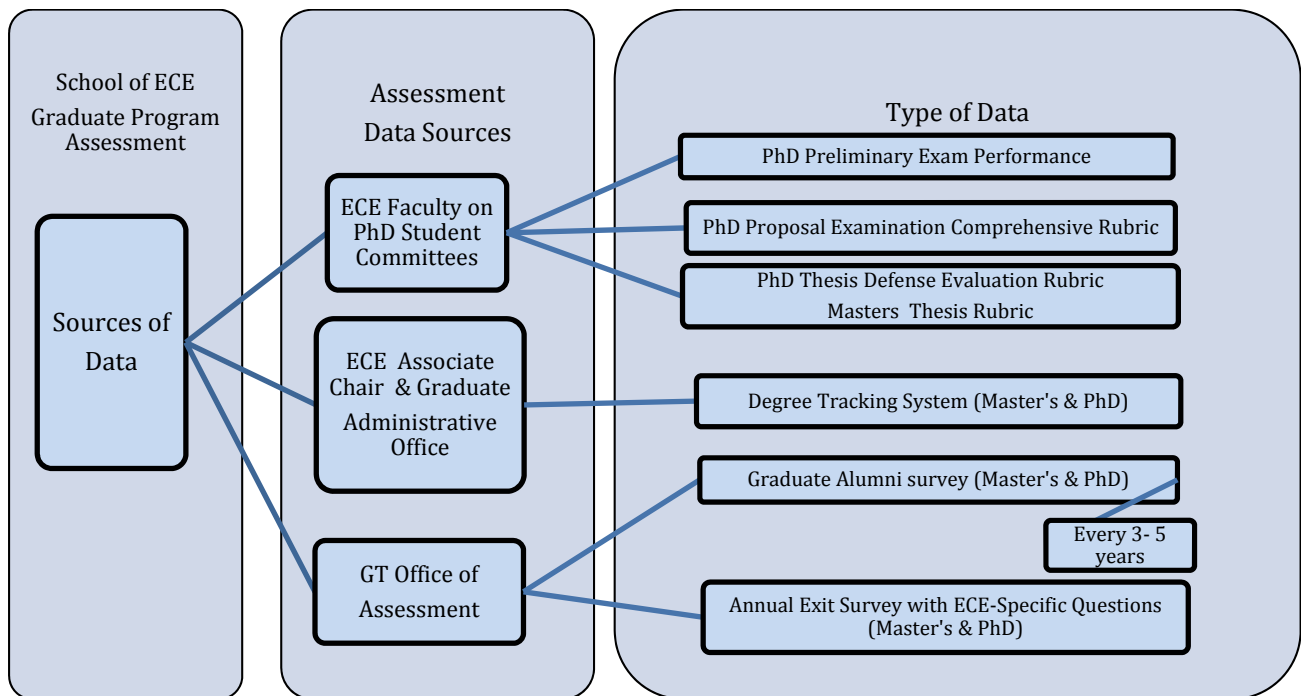 School of ECE
Graduate Program
Assessment
Sources of
Data
Assessment
Data Sources
ECE Faculty on
PhD Student
Committees
ECE Associate
Chair & Graduate
Administrative
Office
GT Office of
Assessment
Type of Data
PhD Preliminary Exam Performance
PhD Proposal Examination Comprehensive Rubric
PhD Thesis Defense Evaluation Rubric
Masters Thesis Rubric
Degree Tracking System (Master's & PhD)
Graduate Alumni survey (Master's & PhD)
Every 3- 5
years
Annual Exit Survey with ECE-Specific Questions
(Master's & PhD)